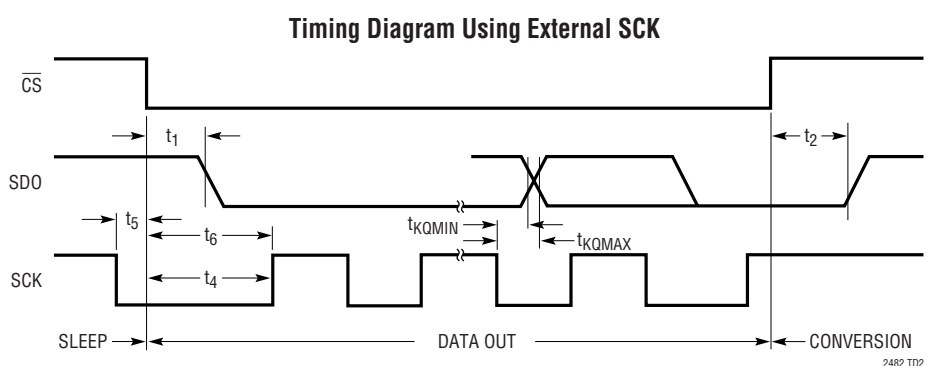 Timing Diagram Using External SCK
CS
t1
t2
SDO
t5
t6
tKQMIN
tKQMAX
t4
SCK
SLEEP
DATA OUT
CONVERSION
2482 TD2